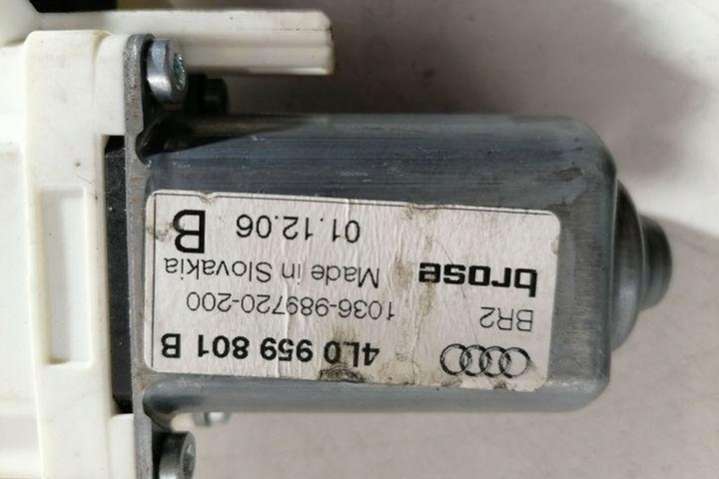 4L0 959 801 B
BR2 1036-989720-200
brose Made in Slovakia
01.12.06 B